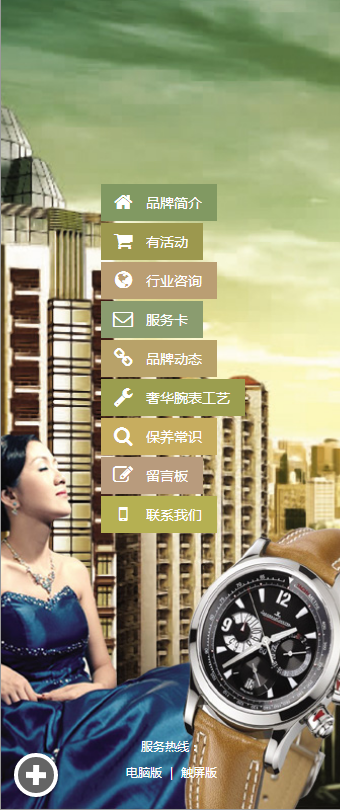 品牌简介
有活动
行业咨询
服务卡
品牌动态
奢华腕表工艺
保养常识
留言板
联系我们
服务热线：
电脑版 | 触屏版